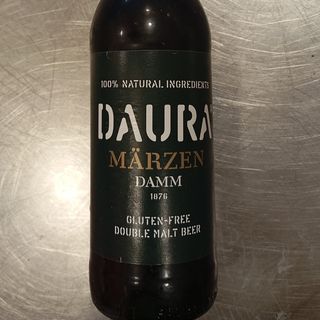 100% NATURAL INGREDIENTS
DAURA
MÄRZEN
DAMM
1876
GLUTEN-FREE
DOUBLE MALT BEER